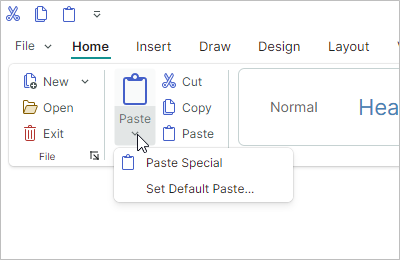 File Home Insert Draw Design Layout
New
Open
Exit
File
Paste
Cut
Copy
Paste
Normal
Paste Special
Set Default Paste...